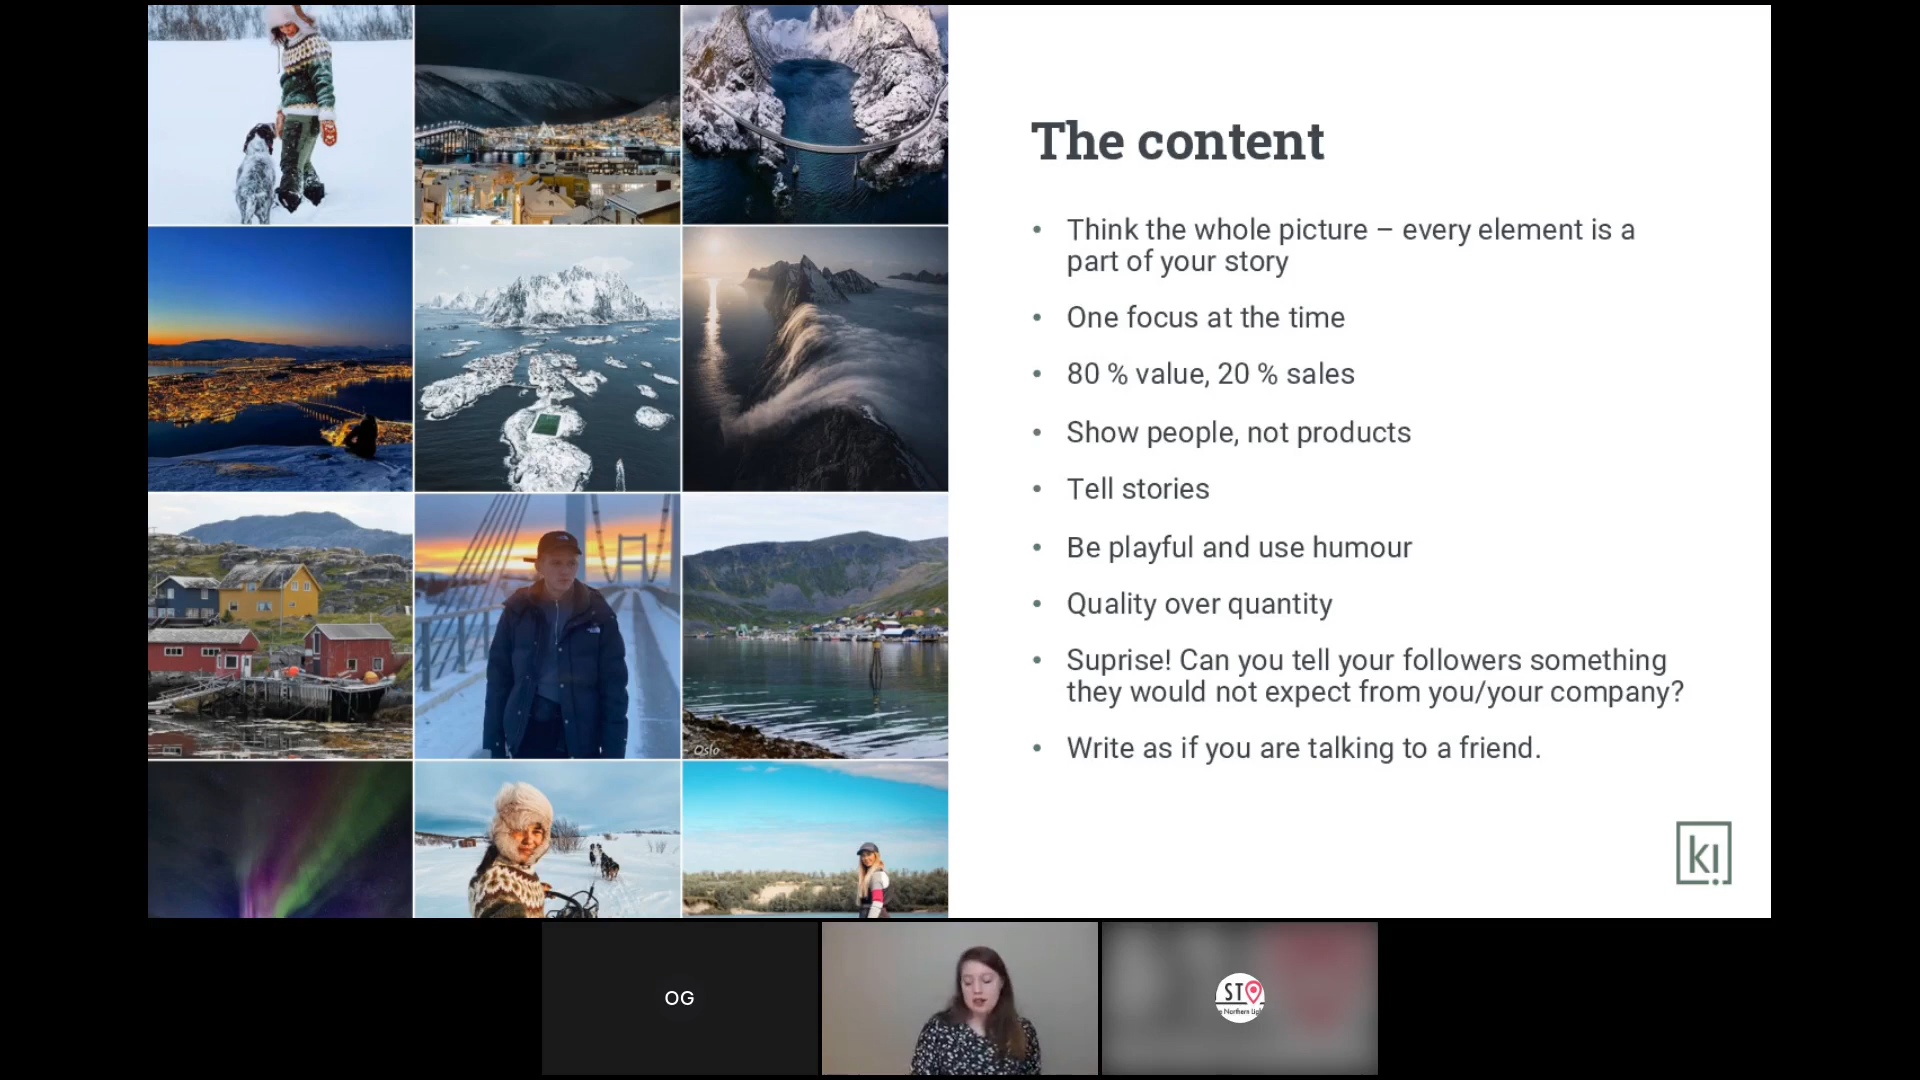 The content
• Think the whole picture – every element is a
part of your story
• One focus at the time
• 80 % value, 20 % sales
• Show people, not products
• Tell stories
• Be playful and use humour
• Quality over quantity
• Suprise! Can you tell your followers something
they would not expect from you/your company?
• Write as if you are talking to a friend.
Oslo
ki
OG
ST
Northern